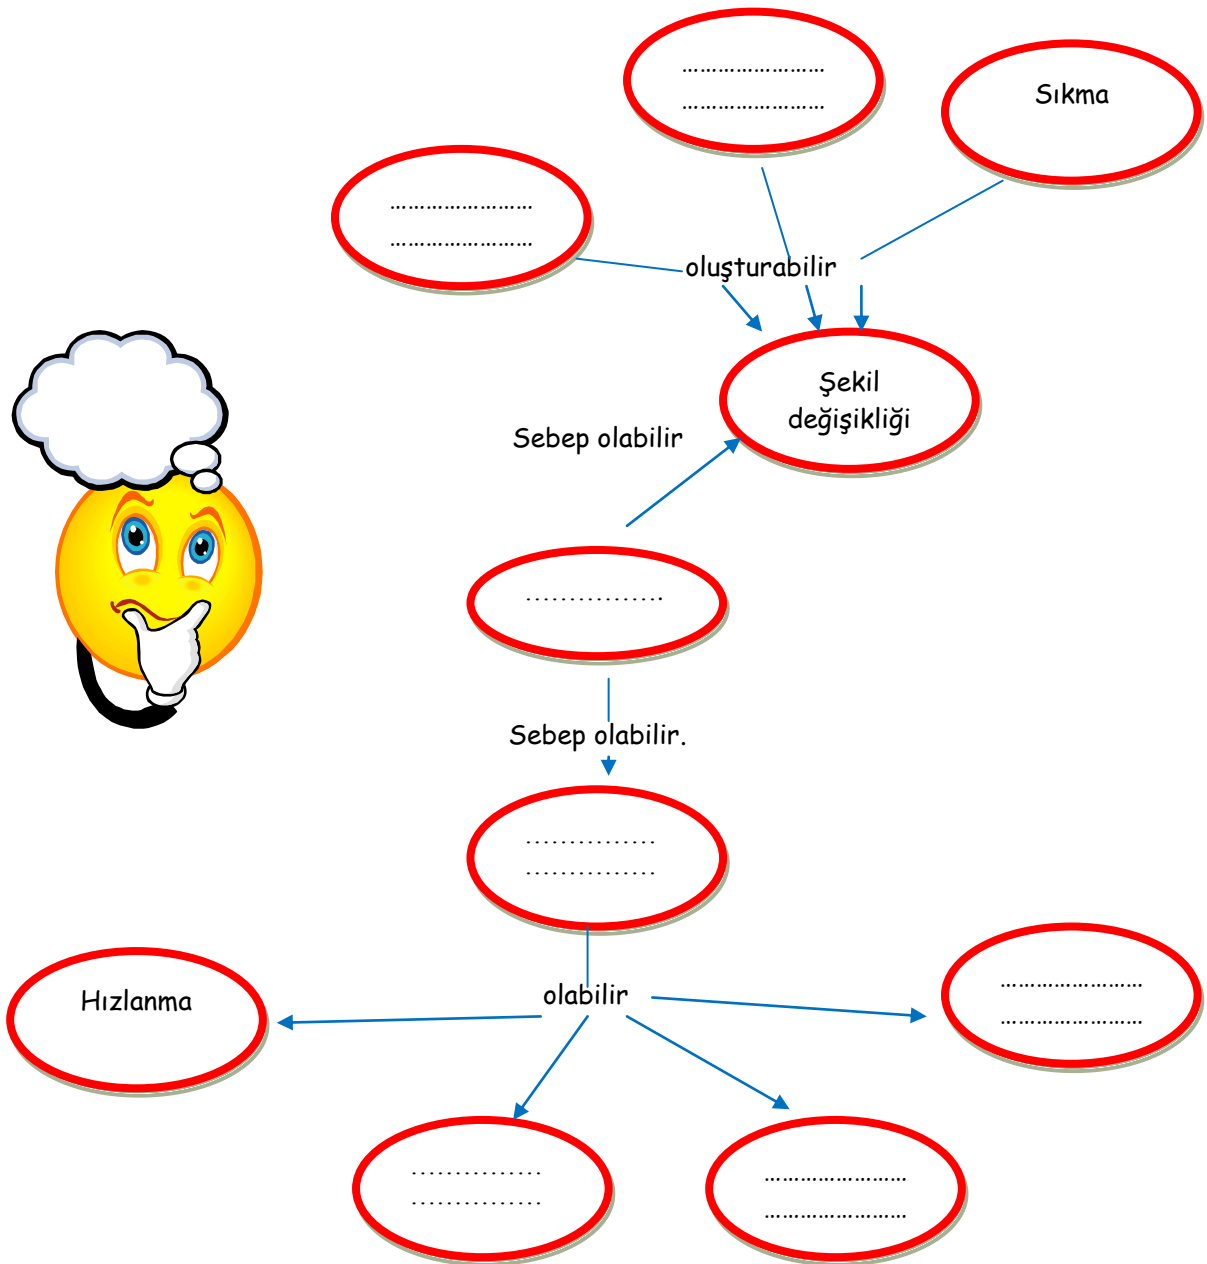 ……………………
……………………
Sıkma
……………………
……………………
oluşturabilir
Şekil
değişikliği
Sebep olabilir
................
Sebep olabilir.
...............
...............
Hızlanma
olabilir
……………………
……………………
...............
...............
……………………
……………………